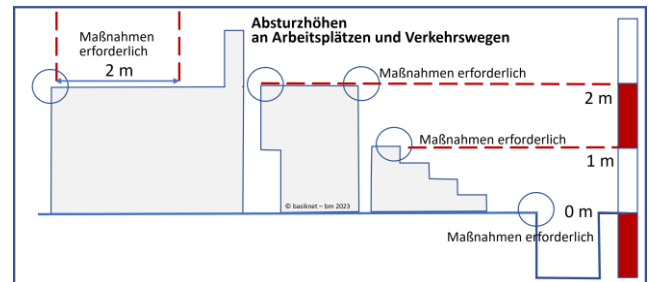 Absturzhöhen
an Arbeitsplätzen und Verkehrswegen
Maßnahmen
erforderlich
2 m
Maßnahmen erforderlich
2 m
Maßnahmen erforderlich
1 m
© basiknet – bm 2023
0 m
Maßnahmen erforderlich